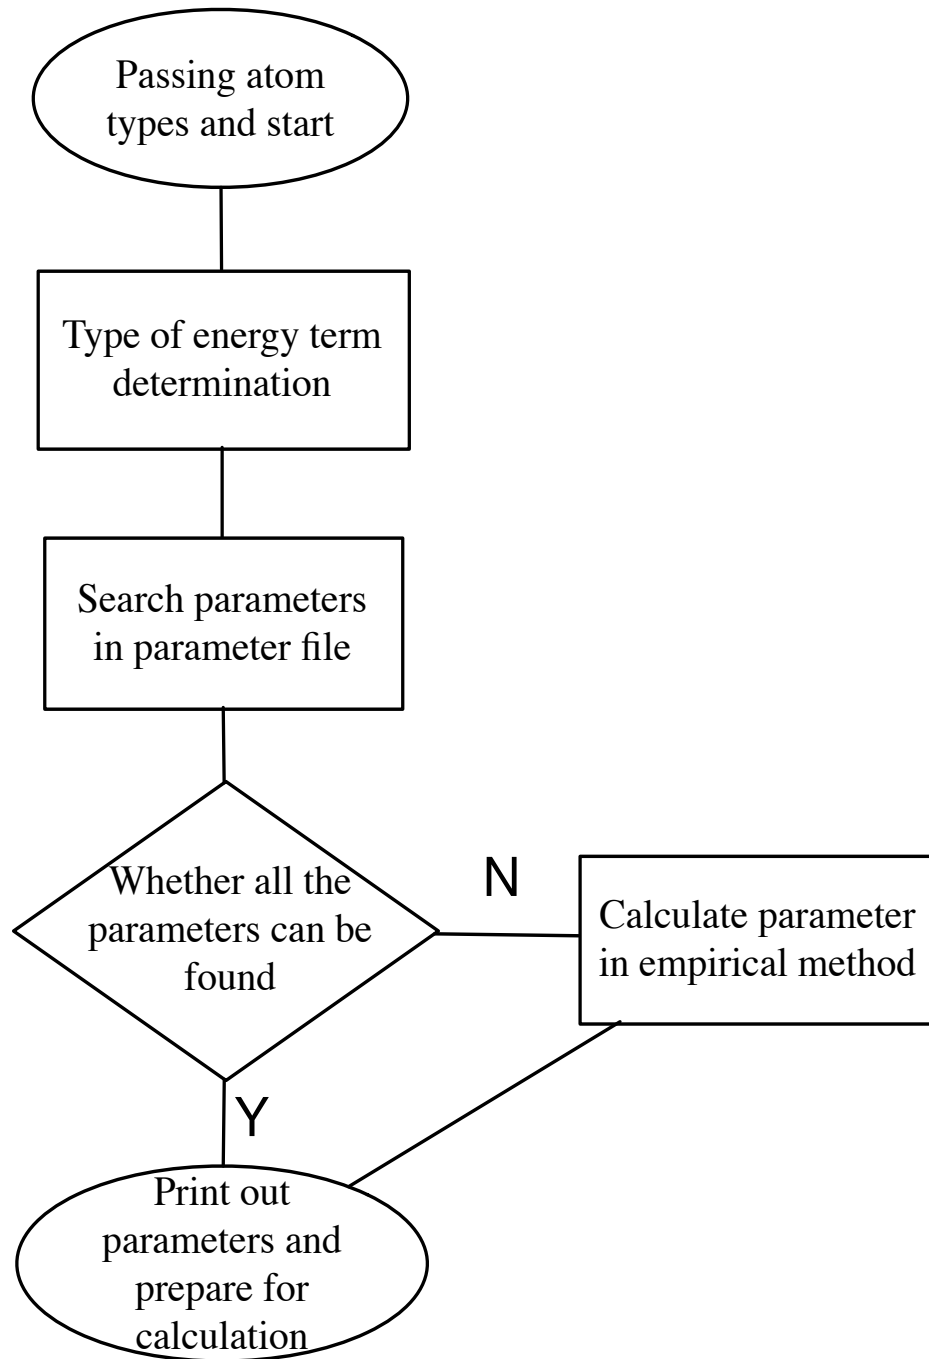 Passing atom
types and start
Type of energy term
determination
Search parameters
in parameter file
Whether all the
parameters can be
found
N
Calculate parameter
in empirical method
Y
Print out
parameters and
prepare for
calculation